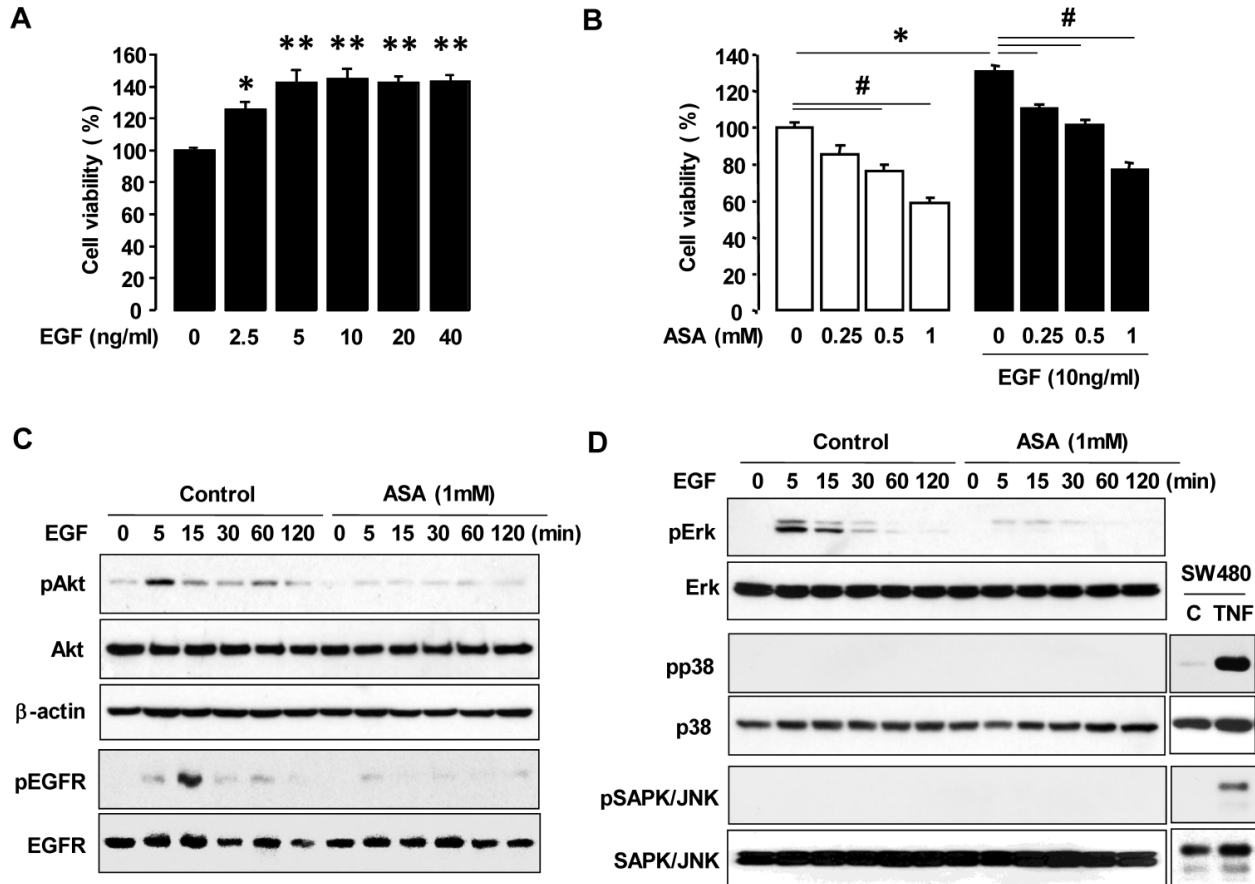 A
* ** ** ** **
160
140
120
100
80
60
40
20
0
Cell viability ( %)
EGF (ng/ml) 0 2.5 5 10 20 40
B
* # #
140
120
100
80
60
40
20
0
Cell viability ( %)
ASA (mM) 0 0.25 0.5 1 0 0.25 0.5 1
EGF (10ng/ml)
C
Control ASA (1mM)
EGF 0 5 15 30 60 120 0 5 15 30 60 120 (min)
pAkt
Akt
β-actin
pEGFR
EGFR
D
Control ASA (1mM)
EGF 0 5 15 30 60 120 0 5 15 30 60 120 (min)
pErk
Erk
SW480
C TNF
pp38
p38
pSAPK/JNK
SAPK/JNK